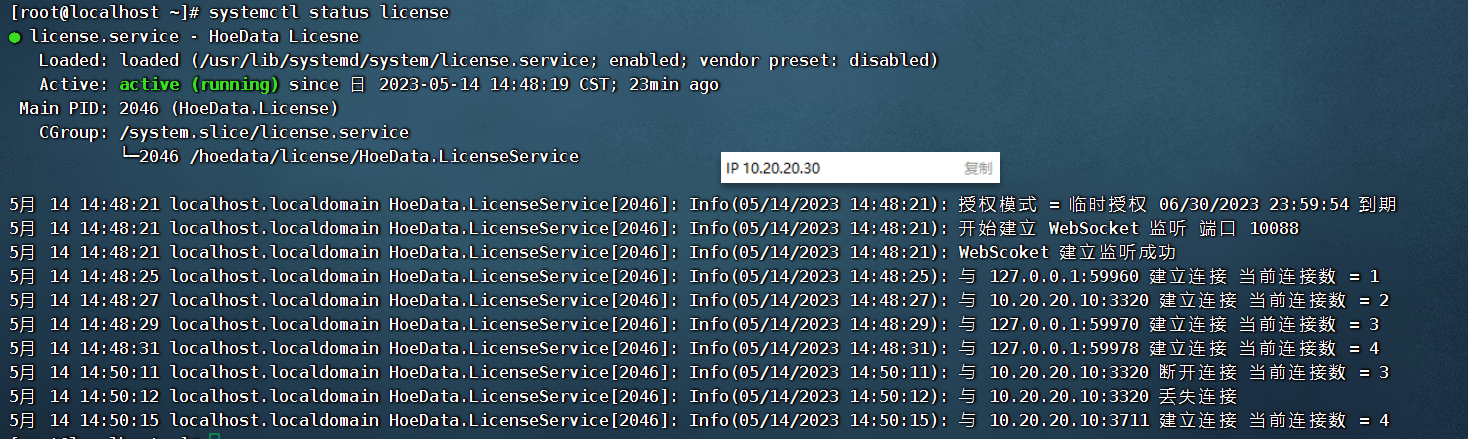 [root@localhost ~]# systemctl status license
● license.service - HoeData Licesne
Loaded: loaded (/usr/lib/systemd/system/license.service; enabled; vendor preset: disabled)
Active: active (running) since 日 2023-05-14 14:48:19 CST; 23min ago
Main PID: 2046 (HoeData.License)
CGroup: /system.slice/license.service
└─2046 /hoedata/license/HoeData.LicenseService
IP 10.20.20.30 复制
5月 14 14:48:21 localhost.localdomain HoeData.LicenseService[2046]: Info(05/14/2023 14:48:21): 授权模式 = 临时授权 06/30/2023 23:59:54 到期
5月 14 14:48:21 localhost.localdomain HoeData.LicenseService[2046]: Info(05/14/2023 14:48:21): 开始建立 WebSocket 监听 端口 10088
5月 14 14:48:21 localhost.localdomain HoeData.LicenseService[2046]: Info(05/14/2023 14:48:21): WebScoket 建立监听成功
5月 14 14:48:25 localhost.localdomain HoeData.LicenseService[2046]: Info(05/14/2023 14:48:25): 与 127.0.0.1:59960 建立连接 当前连接数 = 1
5月 14 14:48:27 localhost.localdomain HoeData.LicenseService[2046]: Info(05/14/2023 14:48:27): 与 10.20.20.10:3320 建立连接 当前连接数 = 2
5月 14 14:48:29 localhost.localdomain HoeData.LicenseService[2046]: Info(05/14/2023 14:48:29): 与 127.0.0.1:59970 建立连接 当前连接数 = 3
5月 14 14:48:31 localhost.localdomain HoeData.LicenseService[2046]: Info(05/14/2023 14:48:31): 与 127.0.0.1:59978 建立连接 当前连接数 = 4
5月 14 14:50:11 localhost.localdomain HoeData.LicenseService[2046]: Info(05/14/2023 14:50:11): 与 10.20.20.10:3320 断开连接 当前连接数 = 3
5月 14 14:50:12 localhost.localdomain HoeData.LicenseService[2046]: Info(05/14/2023 14:50:12): 与 10.20.20.10:3320 丢失连接
5月 14 14:50:15 localhost.localdomain HoeData.LicenseService[2046]: Info(05/14/2023 14:50:15): 与 10.20.20.10:3711 建立连接 当前连接数 = 4